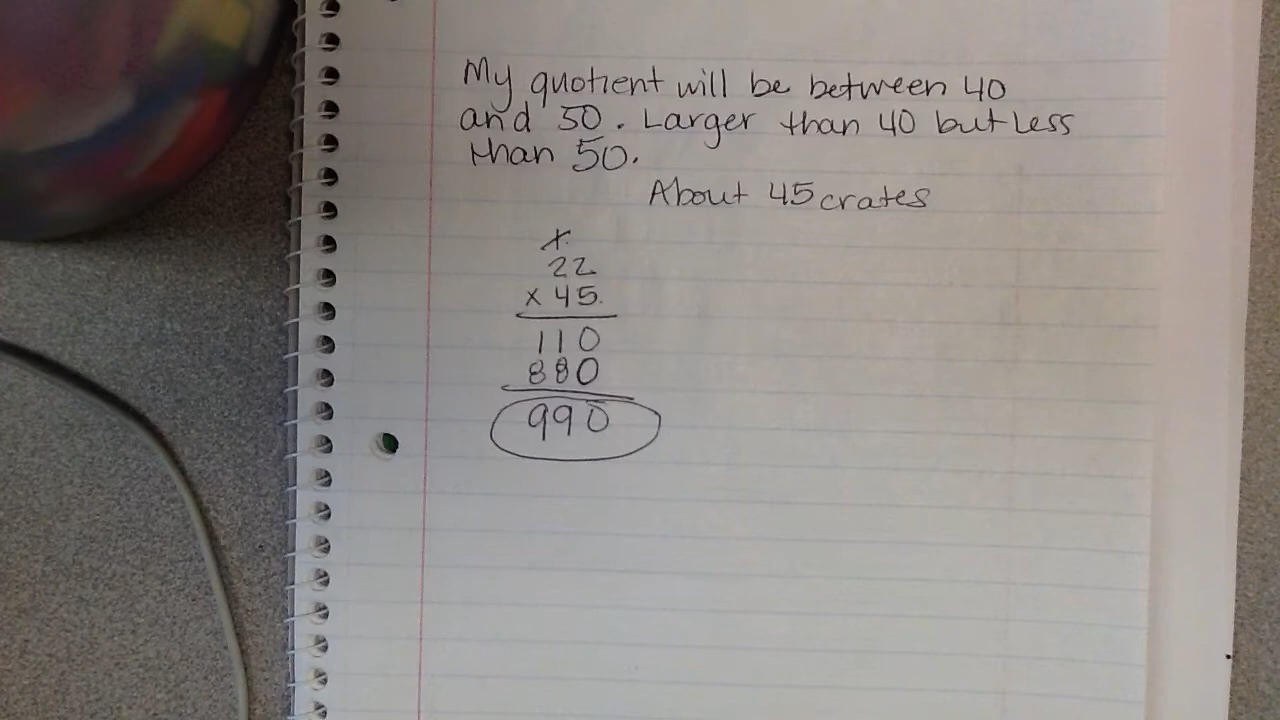 My quotient will be between 40
and 50. Larger than 40 but less
than 50.
About 45 crates
1
22
x 45
110
880
990